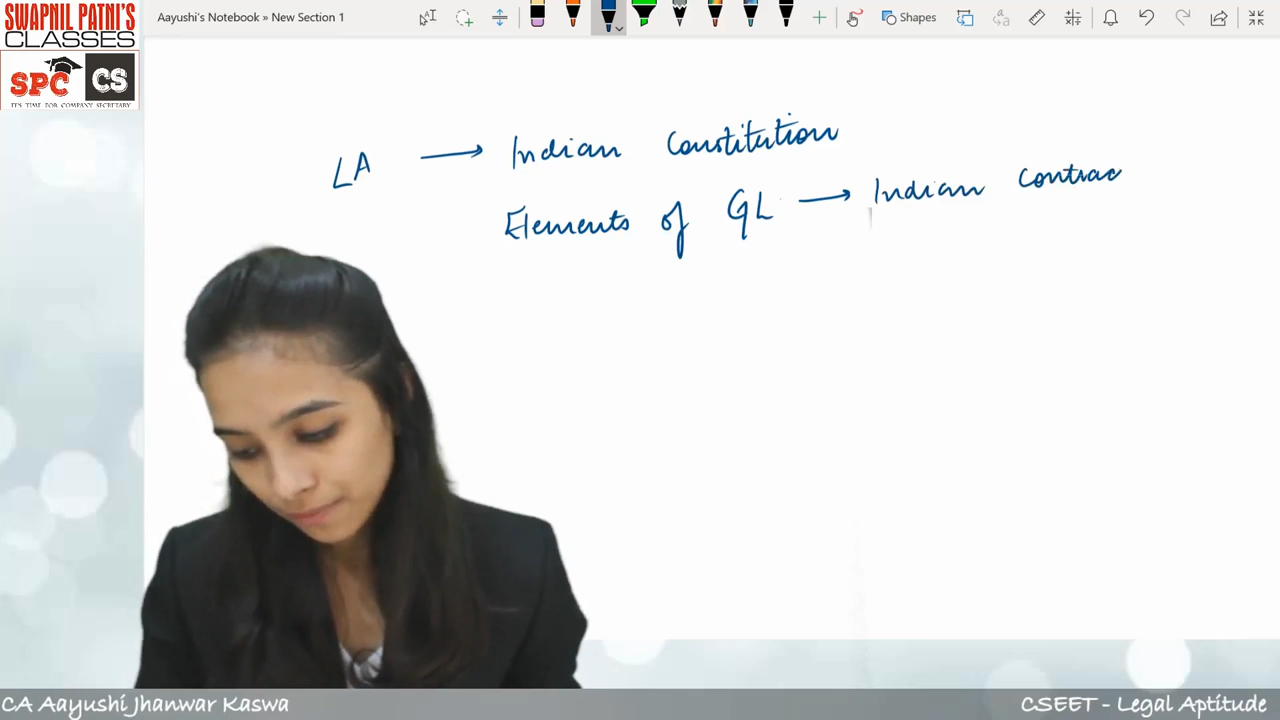 SWAPNIL PATNI'S
CLASSES
SPC CS
IT'S TIME FOR COMPANY SECRETARY
Aayushi's Notebook » New Section 1
Shapes
LA → Indian Constitution
Elements of GL → Indian Contrac
CA Aayushi Jhanwar Kaswa
CSEET - Legal Aptitude